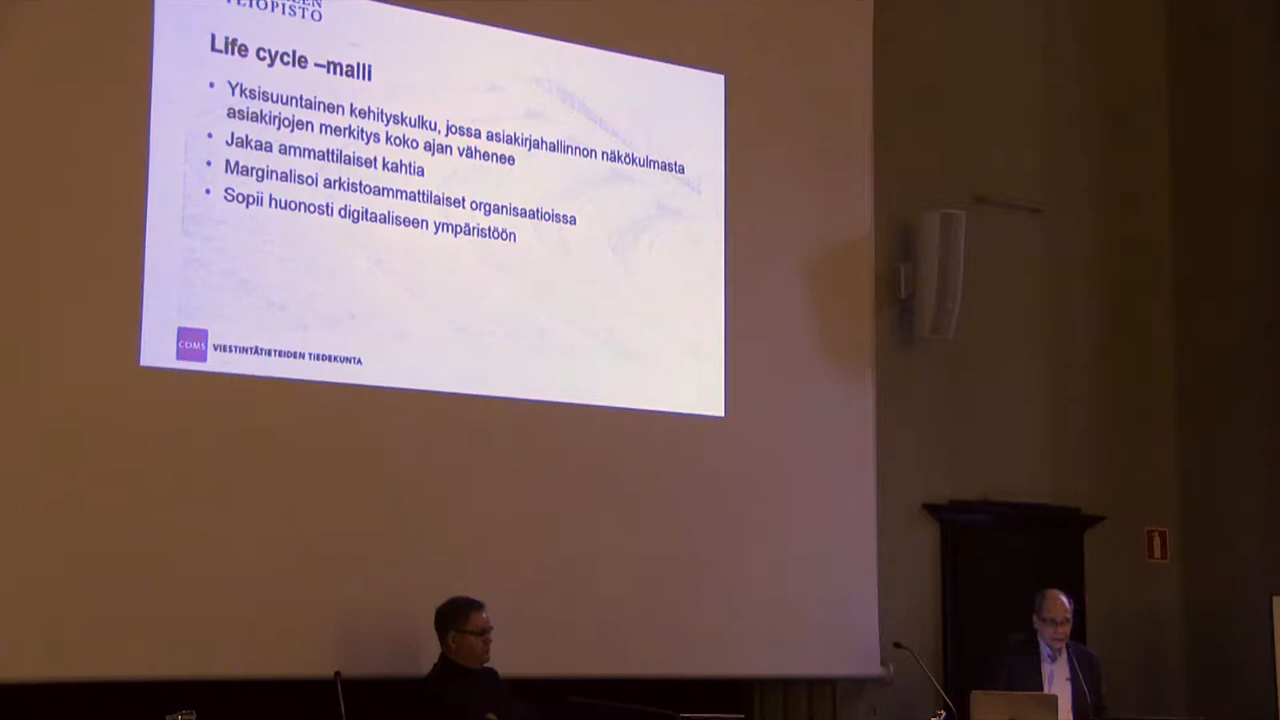 YLIOPISTO
Life cycle –malli
• Yksisuuntainen kehityskulku, jossa asiakirjahallinnon näkökulmasta
asiakirjojen merkitys koko ajan vähenee
• Jakaa ammattilaiset kahtia
• Marginalisoi arkistoammattilaiset organisaatioissa
• Sopii huonosti digitaaliseen ympäristöön
COMS VIESTINTÄTIETEIDEN TIEDEKUNTA